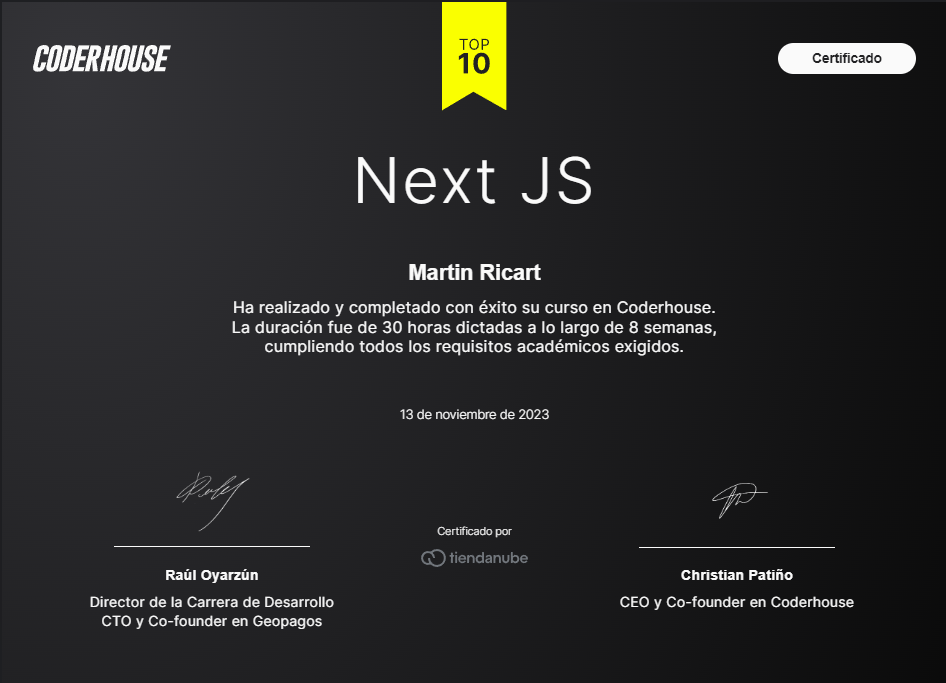 CODERHOUSE
TOP
10
Certificado
Next JS
Martin Ricart
Ha realizado y completado con éxito su curso en Coderhouse.
La duración fue de 30 horas dictadas a lo largo de 8 semanas,
cumpliendo todos los requisitos académicos exigidos.
13 de noviembre de 2023
Certificado por
tiendanube
Raúl Oyarzún
Director de la Carrera de Desarrollo
CTO y Co-founder en Geopagos
Christian Patiño
CEO y Co-founder en Coderhouse